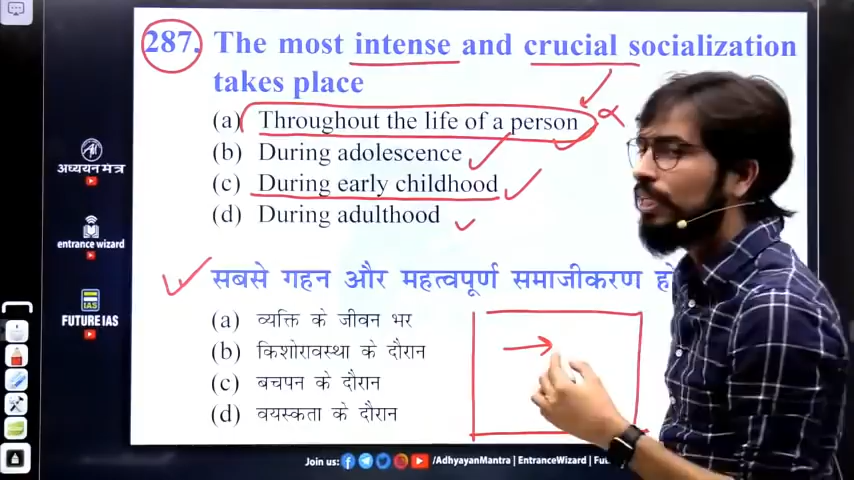 287. The most intense and crucial socialization
takes place
(a) Throughout the life of a person
(b) During adolescence
(c) During early childhood
(d) During adulthood
सबसे गहन और महत्वपूर्ण समाजीकरण
(a) व्यक्ति के जीवन भर
(b) किशोरावस्था के दौरान
(c) बचपन के दौरान
(d) वयस्कता के दौरान
अध्ययन मंत्र
entrance wizard
FUTURE IAS
Join us: /AdhyayanMantra | EntranceWizard |